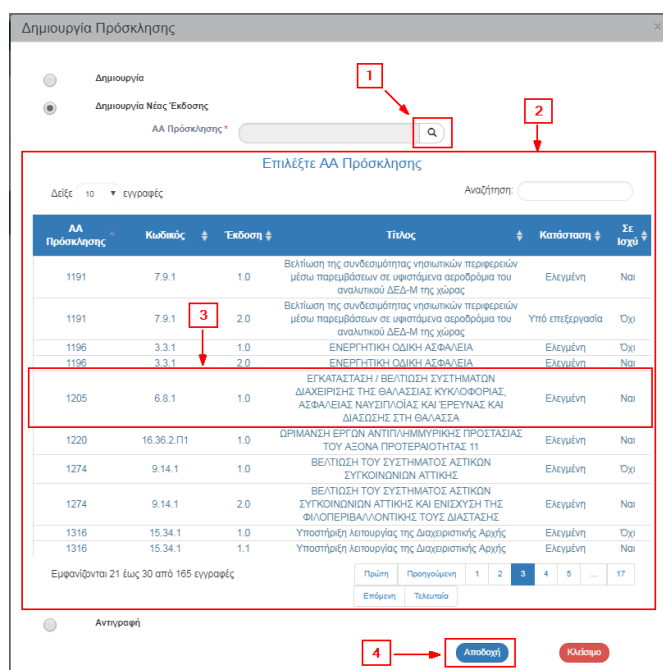 Δημιουργία Πρόσκλησης ×
Δημιουργία
1
Δημιουργία Νέας Έκδοσης
2
ΑΑ Πρόσκλησης *
Επιλέξτε ΑΑ Πρόσκλησης
Δείξε 10 εγγραφές Αναζήτηση:
ΑΑ Πρόσκλησης Κωδικός Έκδοση Τίτλος Κατάσταση Σε Ισχύ
Βελτίωση της συνδεσιμότητας νησιωτικών περιφερειών
1191 7.9.1 1.0 μέσω παρεμβάσεων σε υφιστάμενα αεροδρόμια του Ελεγμένη Ναι
αναλυτικού ΔΕΔ-Μ της χώρας
Βελτίωση της συνδεσιμότητας νησιωτικών περιφερειών
1191 7.9.1 2.0 μέσω παρεμβάσεων σε υφιστάμενα αεροδρόμια του Υπό επεξεργασία Όχι
αναλυτικού ΔΕΔ-Μ της χώρας
3
1196 3.3.1 1.0 ΕΝΕΡΓΗΤΙΚΗ ΟΔΙΚΗ ΑΣΦΑΛΕΙΑ Ελεγμένη Όχι
1196 3.3.1 2.0 ΕΝΕΡΓΗΤΙΚΗ ΟΔΙΚΗ ΑΣΦΑΛΕΙΑ Ελεγμένη Ναι
ΕΓΚΑΤΑΣΤΑΣΗ / ΒΕΛΤΙΩΣΗ ΣΥΣΤΗΜΑΤΩΝ
1205 6.8.1 1.0 ΔΙΑΧΕΙΡΙΣΗΣ ΤΗΣ ΘΑΛΑΣΣΙΑΣ ΚΥΚΛΟΦΟΡΙΑΣ, Ελεγμένη Ναι
ΑΣΦΑΛΕΙΑΣ ΝΑΥΣΙΠΛΟΪΑΣ ΚΑΙ ΈΡΕΥΝΑΣ ΚΑΙ
ΔΙΑΣΩΣΗΣ ΣΤΗ ΘΑΛΑΣΣΑ
1220 16.36.2.Π1 1.0 ΩΡΙΜΑΝΣΗ ΕΡΓΩΝ ΑΝΤΙΠΛΗΜΜΥΡΙΚΗΣ ΠΡΟΣΤΑΣΙΑΣ Ελεγμένη Ναι
ΤΟΥ ΑΞΟΝΑ ΠΡΟΤΕΡΑΙΟΤΗΤΑΣ 11
1274 9.14.1 1.0 ΒΕΛΤΙΩΣΗ ΤΟΥ ΣΥΣΤΗΜΑΤΟΣ ΑΣΤΙΚΩΝ Ελεγμένη Όχι
ΣΥΓΚΟΙΝΩΝΙΩΝ ΑΤΤΙΚΗΣ
ΒΕΛΤΙΩΣΗ ΤΟΥ ΣΥΣΤΗΜΑΤΟΣ ΑΣΤΙΚΩΝ
1274 9.14.1 2.0 ΣΥΓΚΟΙΝΩΝΙΩΝ ΑΤΤΙΚΗΣ ΚΑΙ ΕΝΙΣΧΥΣΗ ΤΗΣ Ελεγμένη Ναι
ΦΙΛΟΠΕΡΙΒΑΛΛΟΝΤΙΚΗΣ ΤΟΥΣ ΔΙΑΣΤΑΣΗΣ
1316 15.34.1 1.0 Υποστήριξη λειτουργίας της Διαχειριστικής Αρχής Ελεγμένη Όχι
1316 15.34.1 1.1 Υποστήριξη λειτουργίας της Διαχειριστικής Αρχής Ελεγμένη Ναι
Εμφανίζονται 21 έως 30 από 165 εγγραφές Πρώτη Προηγούμενη 1 2 3 4 5 ... 17
Επόμενη Τελευταία
Αντιγραφή
4 Αποδοχή Κλείσιμο